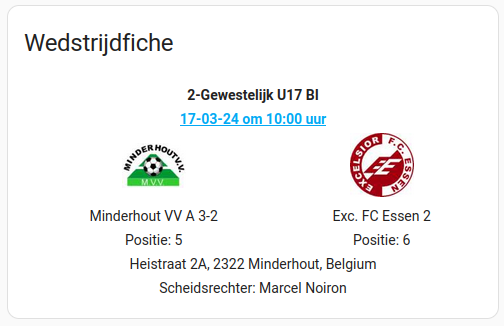 Wedstrijdfiche
2-Gewestelijk U17 BI
17-03-24 om 10:00 uur
MINDERHOUT V.V.
MVV
EXCELSIOR F.C. ESSEN
Minderhout VV A 3-2
Exc. FC Essen 2
Positie: 5
Positie: 6
Heistraat 2A, 2322 Minderhout, Belgium
Scheidsrechter: Marcel Noiron